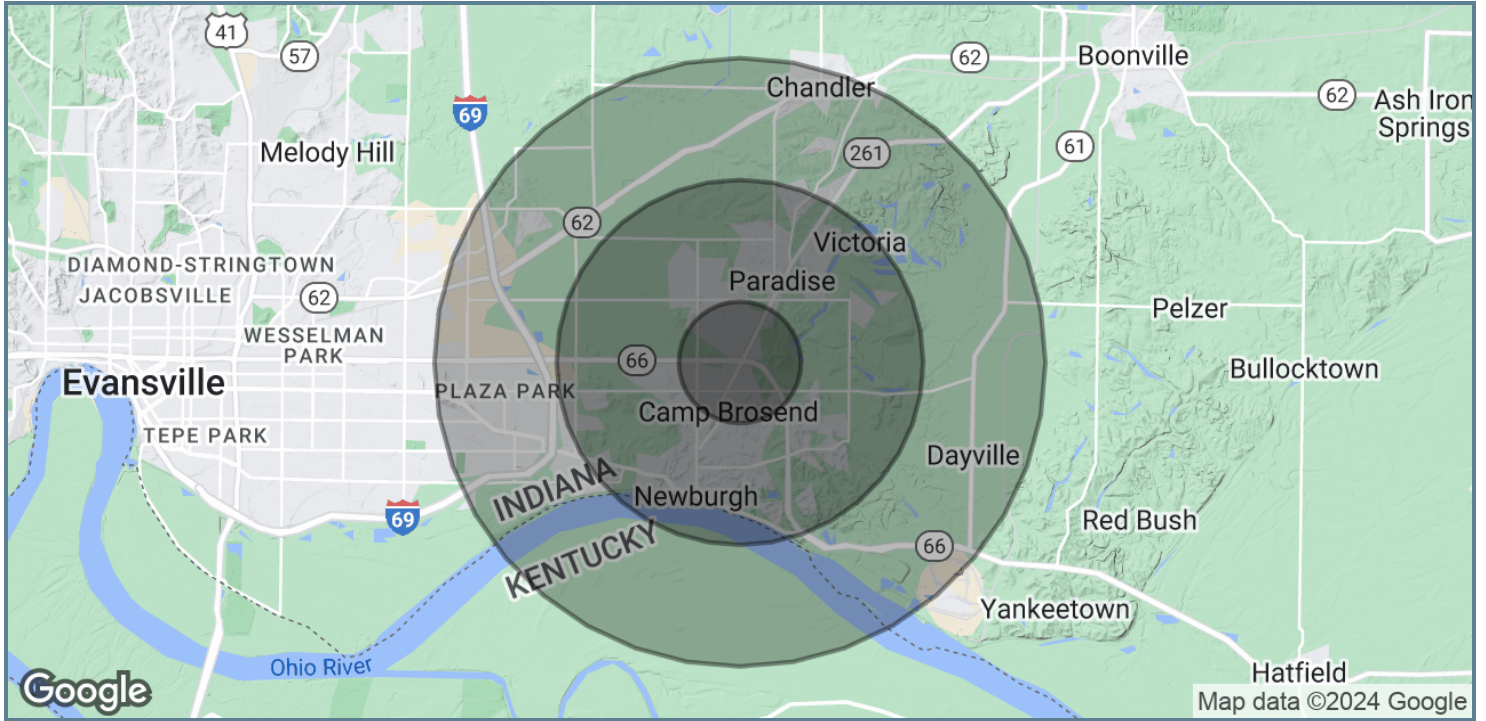 41
57
62
Boonville
Chandler
69
62
Ash Iron
Springs
Melody Hill
261
61
62
Victoria
DIAMOND-STRINGTOWN
JACOBSVILLE
62
Paradise
Pelzer
WESSELMAN
PARK
66
Evansville
PLAZA PARK
Bullocktown
Camp Brosend
TEPE PARK
Dayville
INDIANA
Newburgh
69
Red Bush
KENTUCKY
66
Yankeetown
Ohio River
Hatfield
Google
Map data ©2024 Google